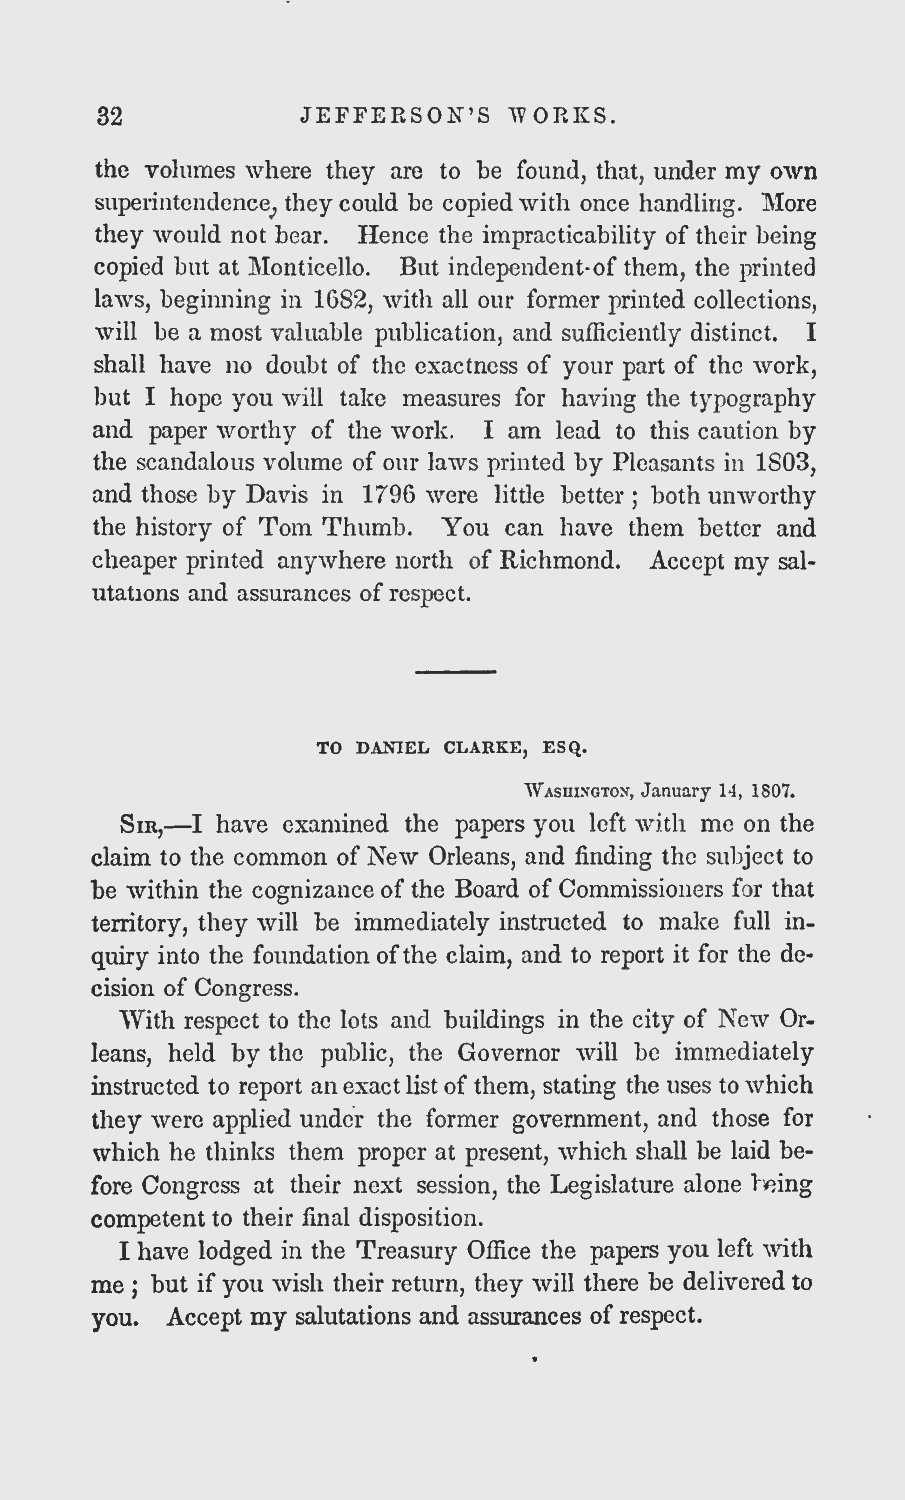 32 JEFFERSON'S WORKS.
the volumes where they are to be found, that, under my own
superintendence, they could be copied with once handling. More
they would not bear. Hence the impracticability of their being
copied but at Monticello. But independent of them, the printed
laws, beginning in 1682, with all our former printed collections,
will be a most valuable publication, and sufficiently distinct. I
shall have no doubt of the exactness of your part of the work,
but I hope you will take measures for having the typography
and paper worthy of the work. I am lead to this caution by
the scandalous volume of our laws printed by Pleasants in 1803,
and those by Davis in 1796 were little better ; both unworthy
the history of Tom Thumb. You can have them better and
cheaper printed anywhere north of Richmond. Accept my sal-
utations and assurances of respect.
TO DANIEL CLARKE, ESQ.
WASHINGTON, January 14, 1807.
SIR,—I have examined the papers you left with me on the
claim to the common of New Orleans, and finding the subject to
be within the cognizance of the Board of Commissioners for that
territory, they will be immediately instructed to make full in-
quiry into the foundation of the claim, and to report it for the de-
cision of Congress.
With respect to the lots and buildings in the city of New Or-
leans, held by the public, the Governor will be immediately
instructed to report an exact list of them, stating the uses to which
they were applied under the former government, and those for
which he thinks them proper at present, which shall be laid be-
fore Congress at their next session, the Legislature alone being
competent to their final disposition.
I have lodged in the Treasury Office the papers you left with
me ; but if you wish their return, they will there be delivered to
you. Accept my salutations and assurances of respect.